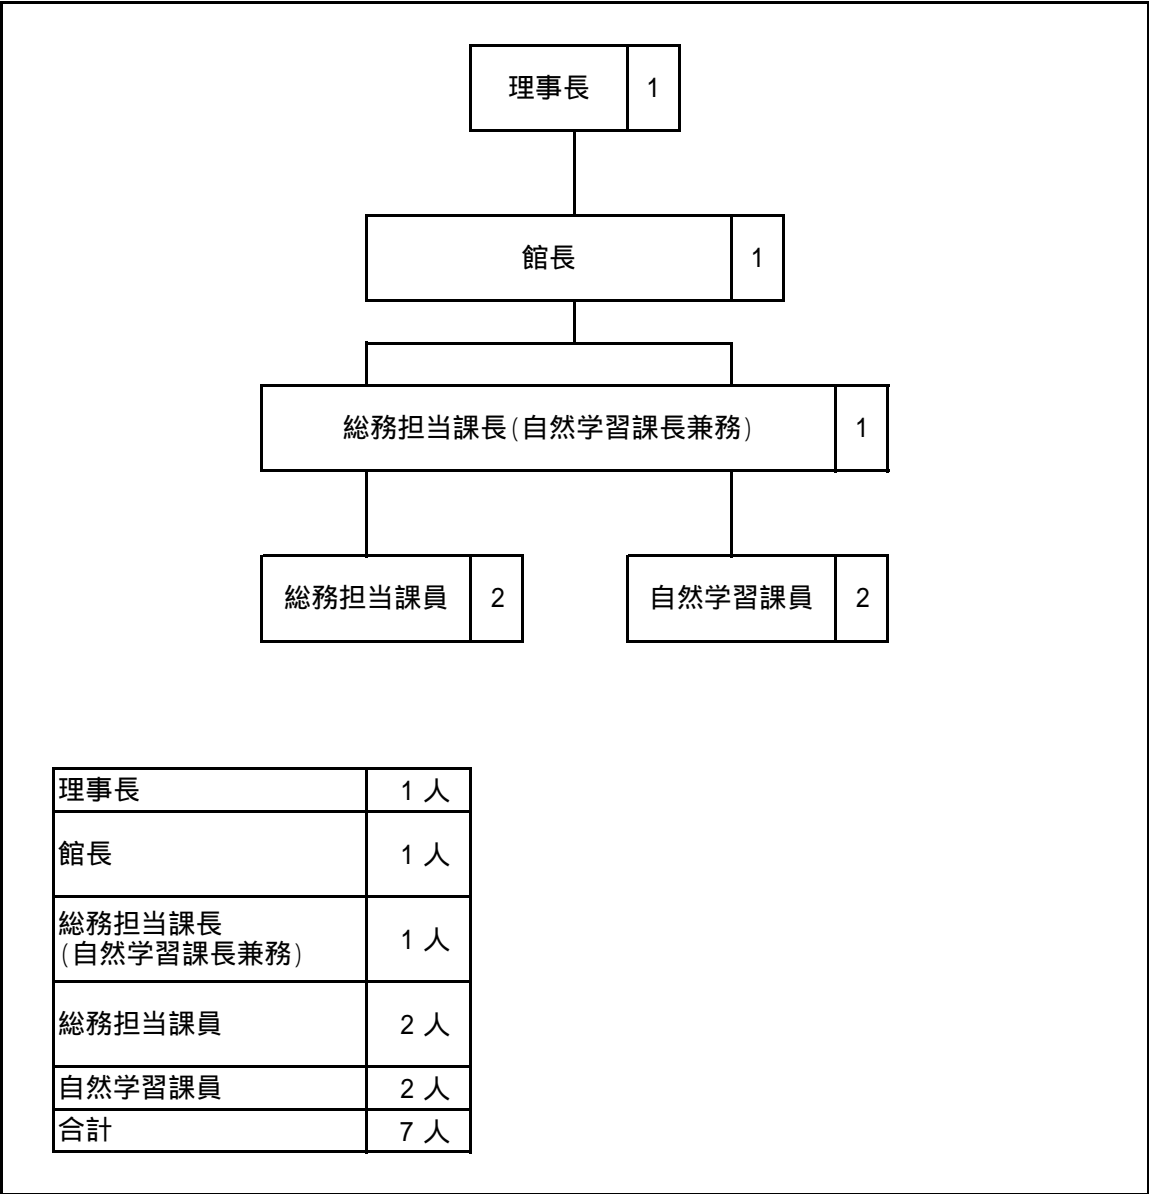 理事長 1
館長 1
総務担当課長(自然学習課長兼務) 1
総務担当課員 2 自然学習課員 2
理事長 1 人
館長 1 人
総務担当課長
(自然学習課長兼務) 1 人
総務担当課員 2 人
自然学習課員 2 人
合計 7 人